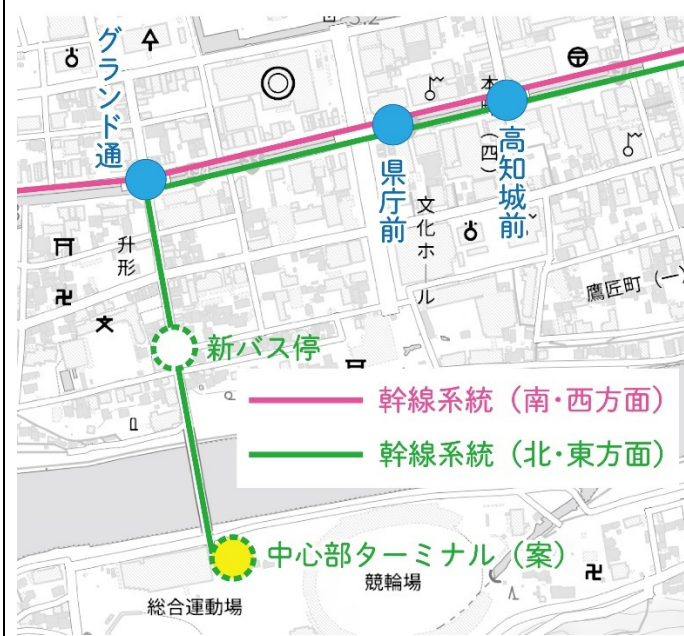 グランド通
県庁前
本町(四)
高知城前
升形
文化ホール
鷹匠町(一)
新バス停
幹線系統(南・西方面)
幹線系統(北・東方面)
中心部ターミナル(案)
競輪場
総合運動場